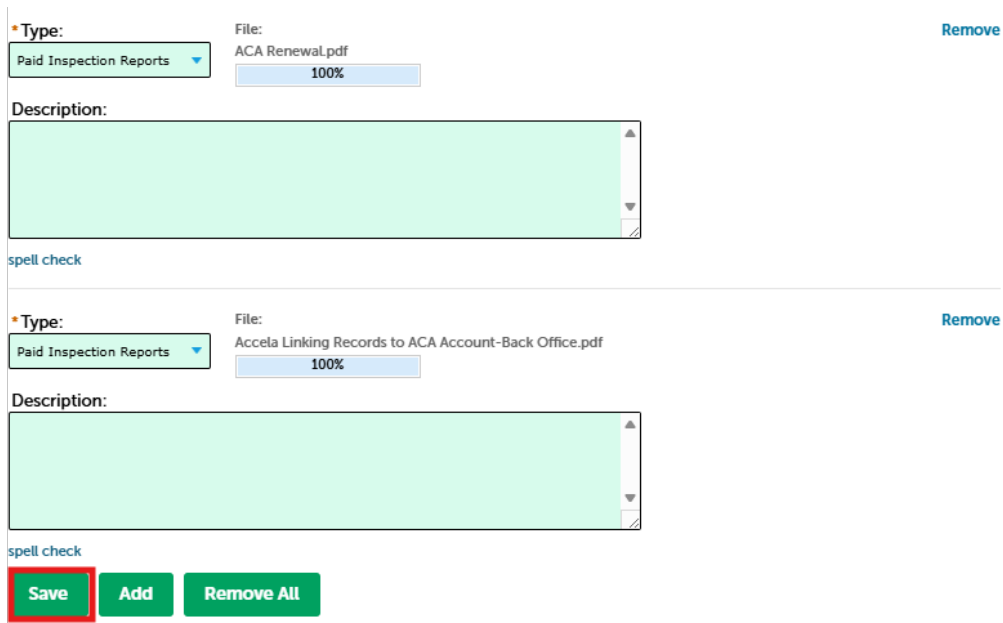 *Type: File: Remove
Paid Inspection Reports ACA Renewal.pdf
100%
Description:
spell check
*Type: File: Remove
Paid Inspection Reports Accela Linking Records to ACA Account-Back Office.pdf
100%
Description:
spell check
Save Add Remove All